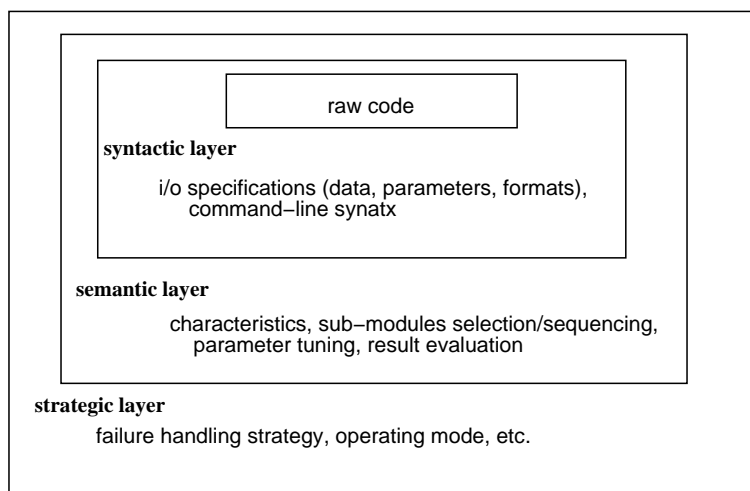 raw code
syntactic layer
i/o specifications (data, parameters, formats),
command−line synatx
semantic layer
characteristics, sub−modules selection/sequencing,
parameter tuning, result evaluation
strategic layer
failure handling strategy, operating mode, etc.